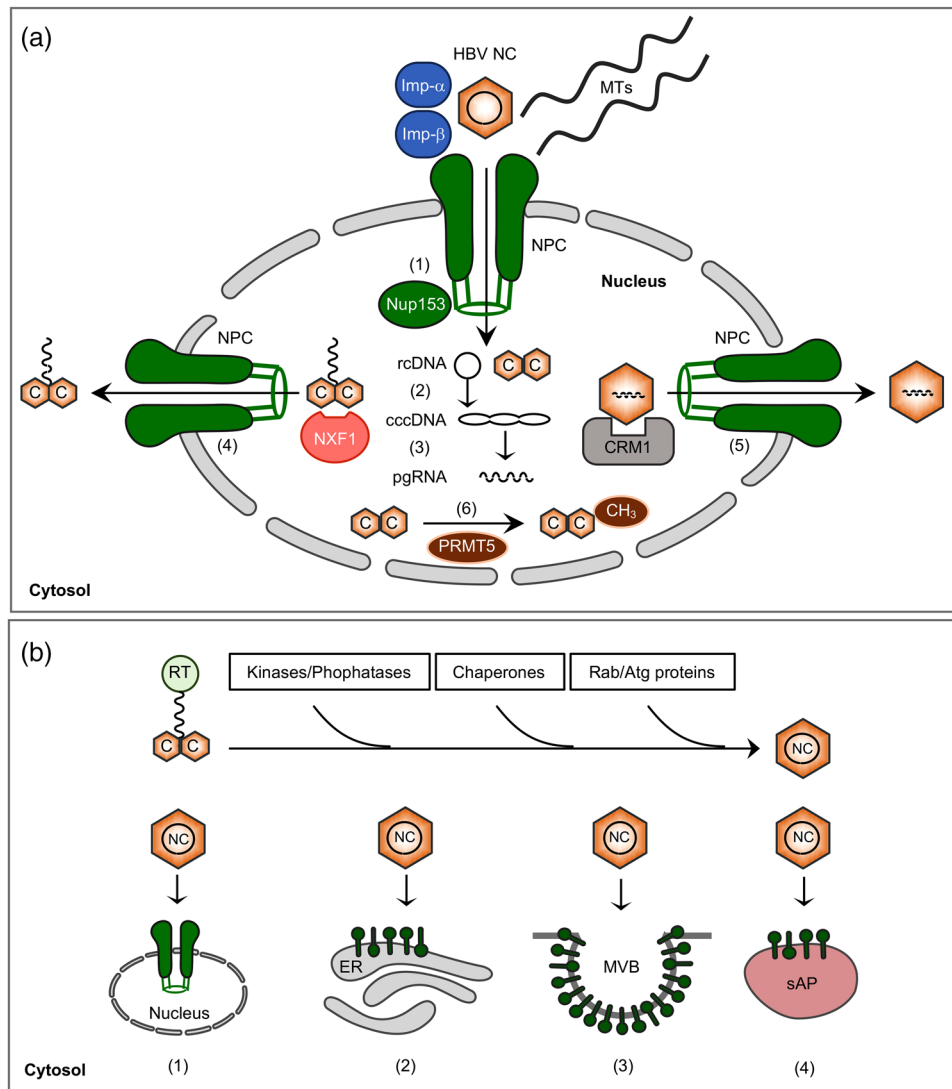 (a)
HBV NC
Imp-α
Imp-β
MTs
NPC
(1)
Nup153
Nucleus
NPC
NPC
C C
C C
NXF1
(4)
rcDNA
C C
(2)
cccDNA
(3)
pgRNA
CRM1
(5)
C C
(6)
PRMT5
C C
CH3
Cytosol
(b)
RT
C C
Kinases/Phophatases
Chaperones
Rab/Atg proteins
NC
NC
NC
NC
NC
Nucleus
ER
MVB
sAP
(1)
(2)
(3)
(4)
Cytosol